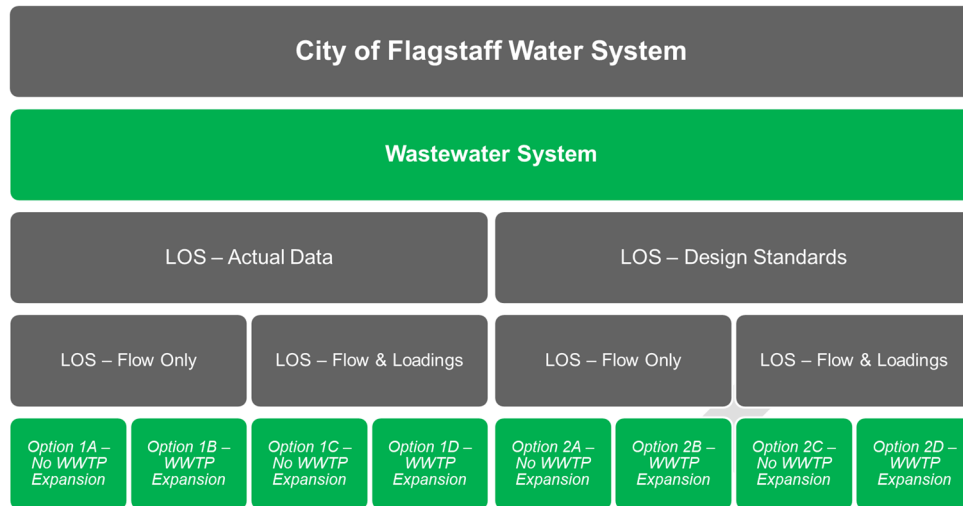 City of Flagstaff Water System
Wastewater System
LOS – Actual Data
LOS – Design Standards
LOS – Flow Only
LOS – Flow & Loadings
LOS – Flow Only
LOS – Flow & Loadings
Option 1A –
No WWTP
Expansion
Option 1B –
WWTP
Expansion
Option 1C –
No WWTP
Expansion
Option 1D –
WWTP
Expansion
Option 2A –
No WWTP
Expansion
Option 2B –
WWTP
Expansion
Option 2C –
No WWTP
Expansion
Option 2D –
WWTP
Expansion